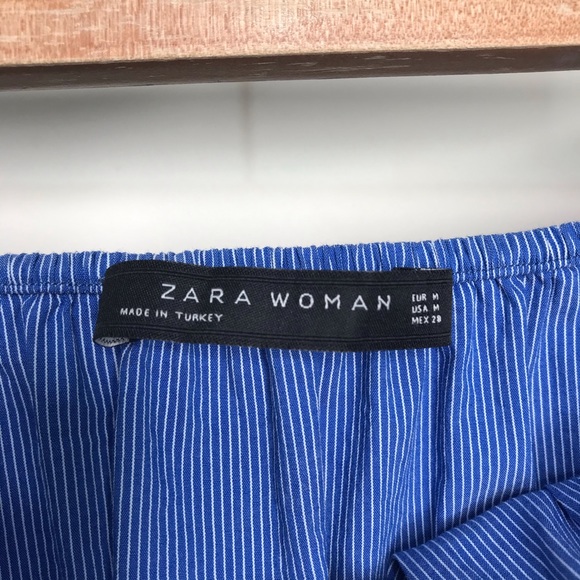 ZARA WOMAN
MADE IN TURKEY
EUR M
USA M
MEX 28